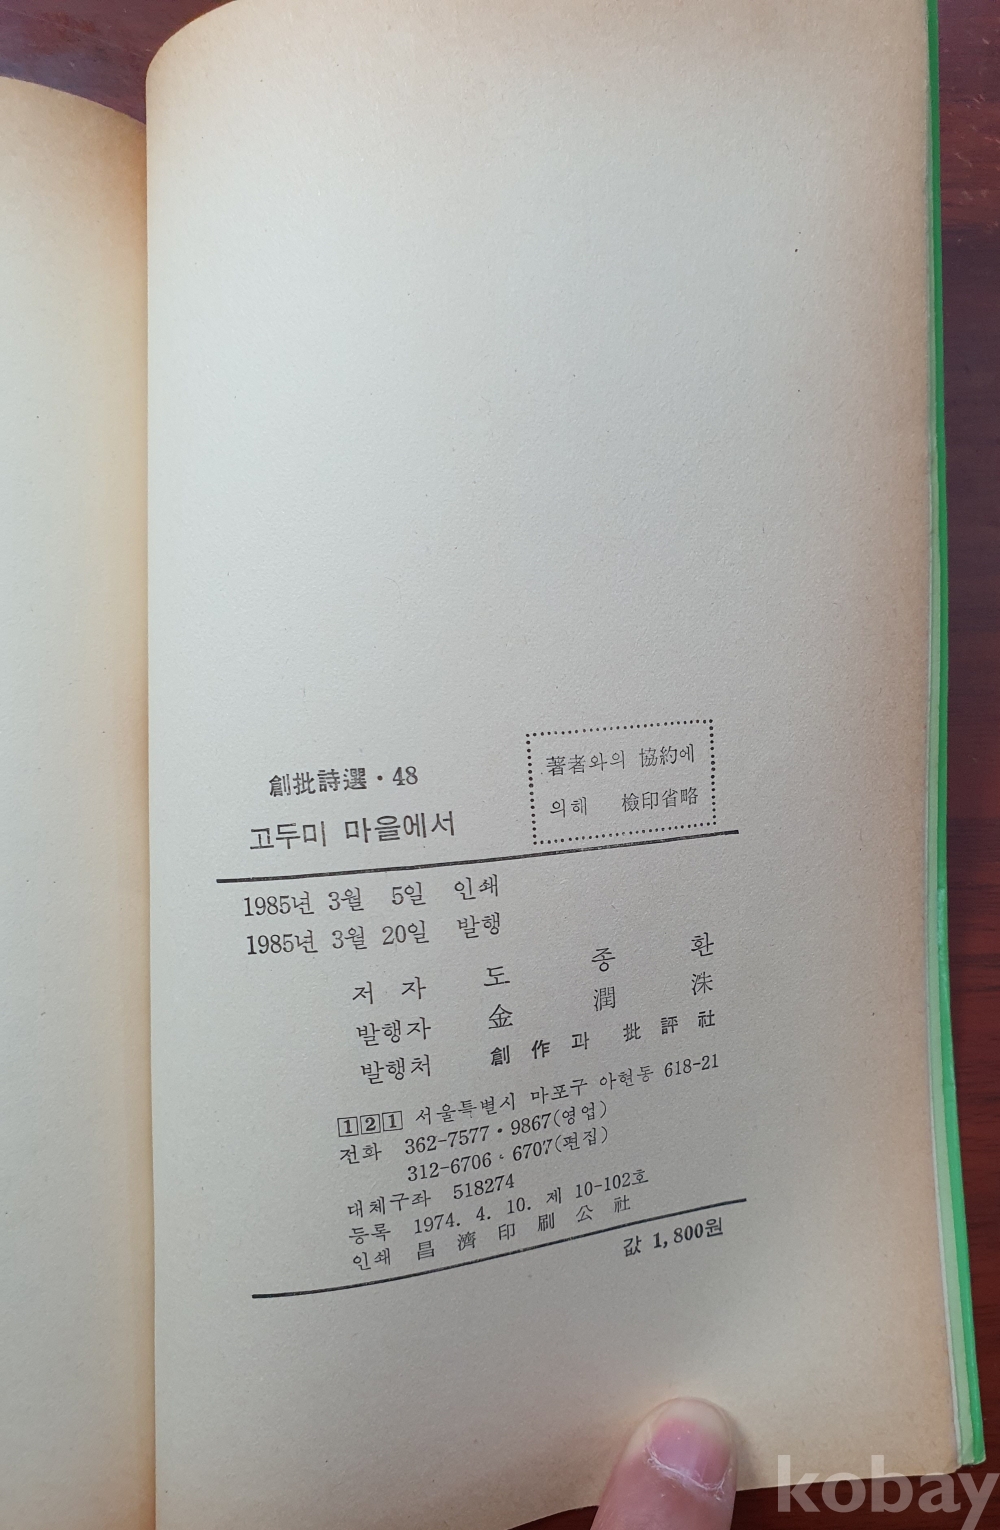 創批詩選・48
고두미 마을에서
著者와의 協約에
의해 檢印省略
1985년 3월 5일 인쇄
1985년 3월 20일 발행
저 자 도 종 환
발행자 金 潤 洙
발행처 創 作 과 批 評 社
1 2 1 서울특별시 마포구 아현동 618-21
전화 362-7577・9867(영업)
312-6706・6707(편집)
대체구좌 518274
등록 1974. 4. 10. 제 10-102호
인쇄 昌 濟 印 刷 公 社
값 1,800원
kobay